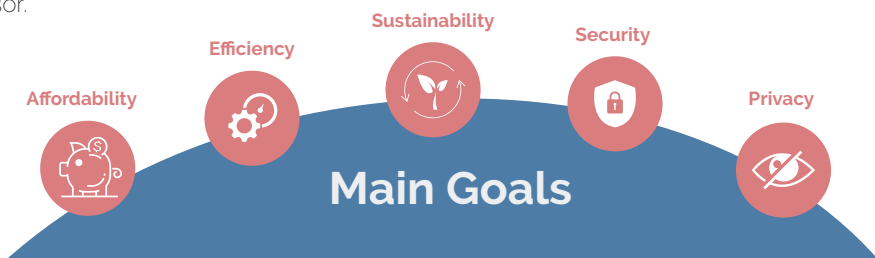 Sustainability
Security
Efficiency
Affordability
Privacy
$
Main Goals